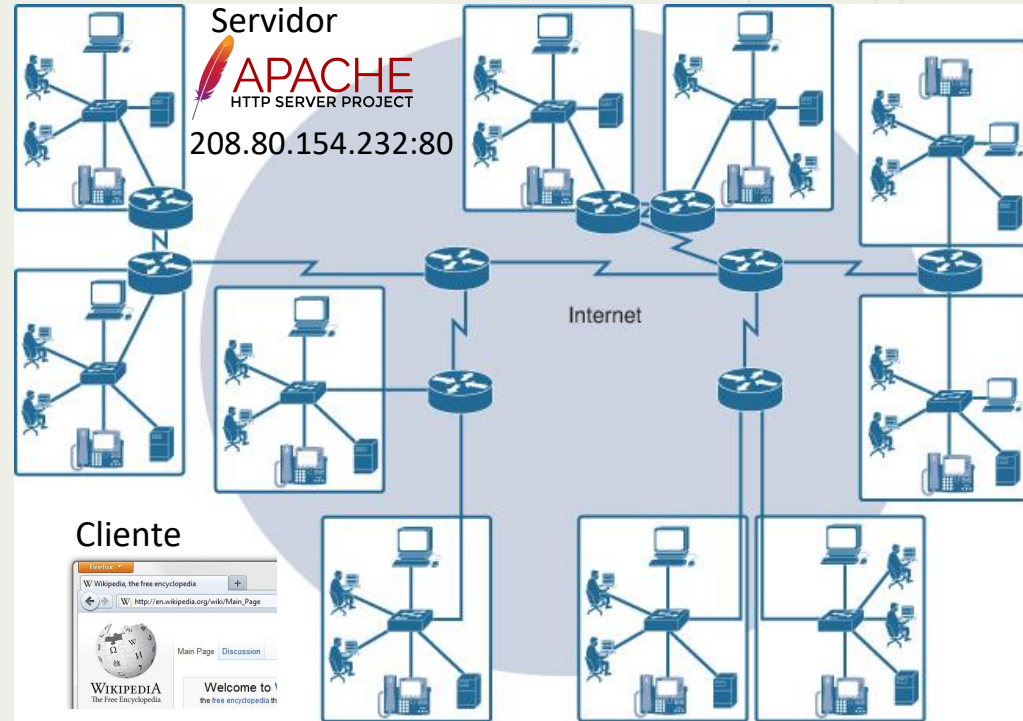 Servidor
APACHE
HTTP SERVER PROJECT
208.80.154.232:80
Internet
Cliente
Firefox
W Wikipedia, the free encyclopedia
+
W http://en.wikipedia.org/wiki/Main_Page
Main Page Discussion
WIKIPEDIA
The Free Encyclopedia
Welcome to
the free encyclopedia th